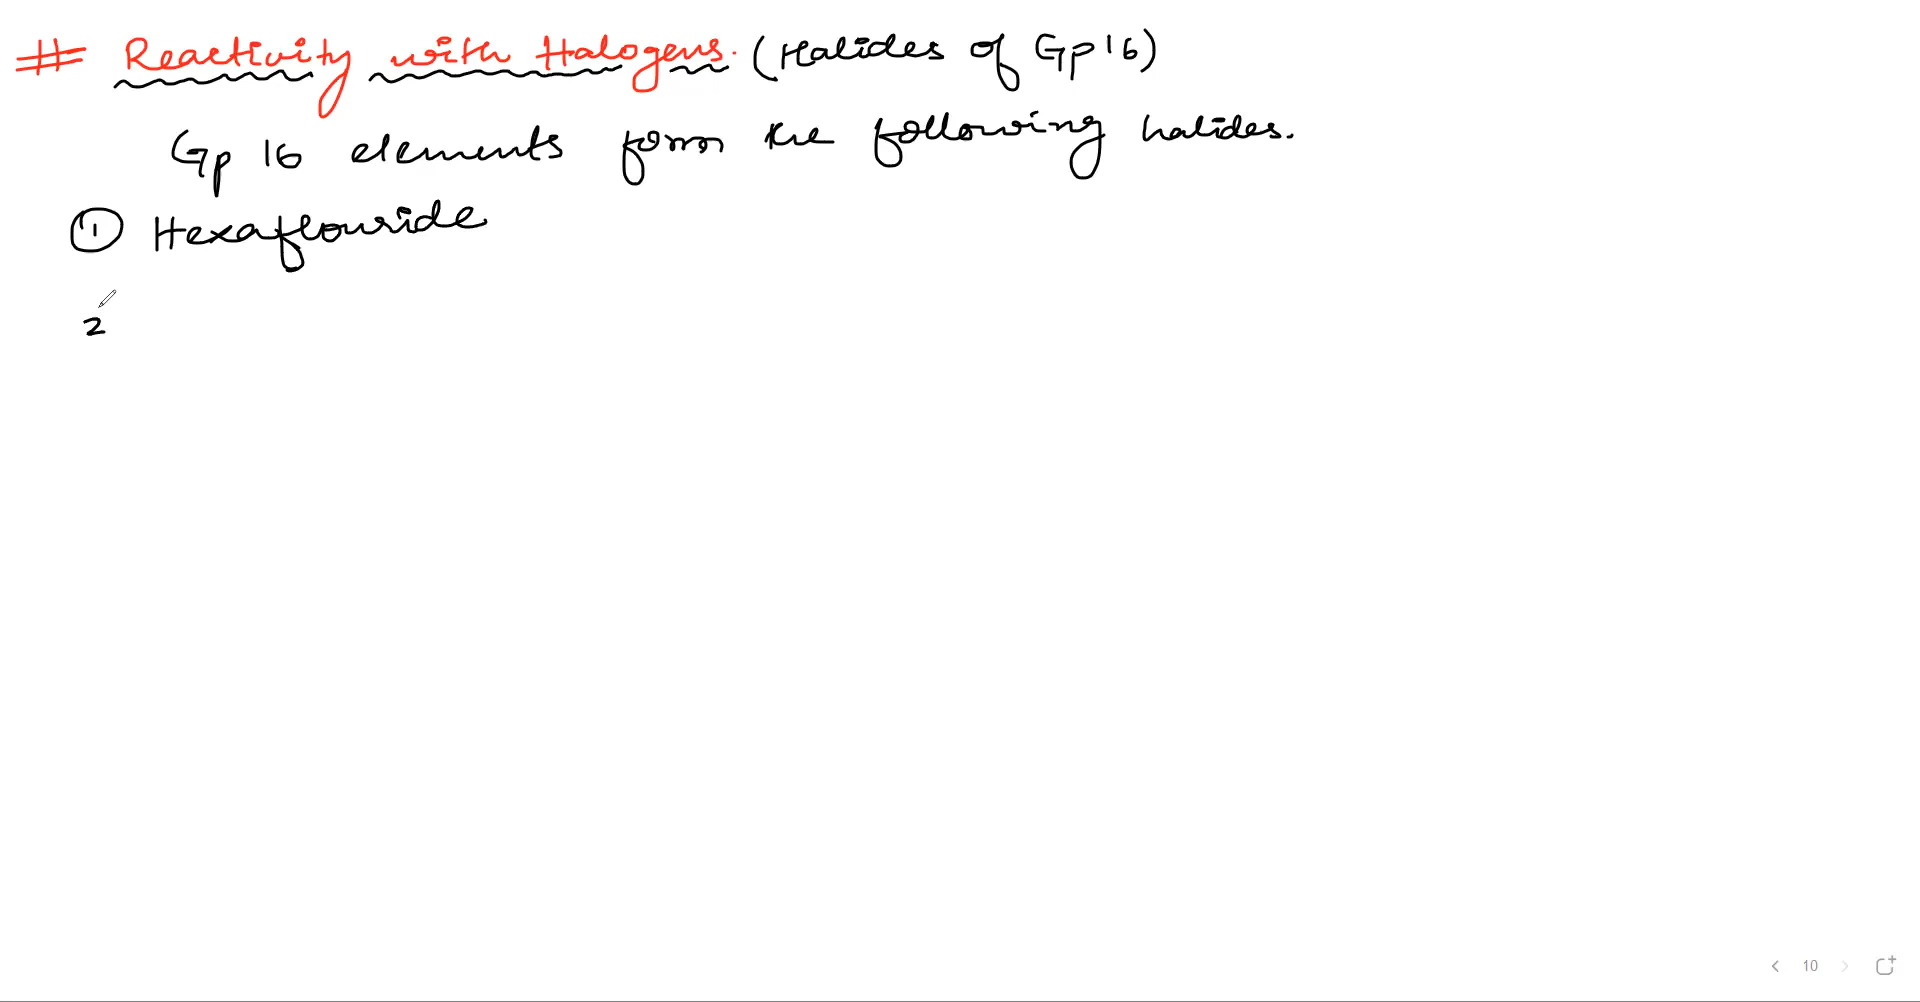 # Reactivity with Halogens. (Halides of Gp 16)
Gp 16 elements form the following halides.
① Hexaflouride
2
10